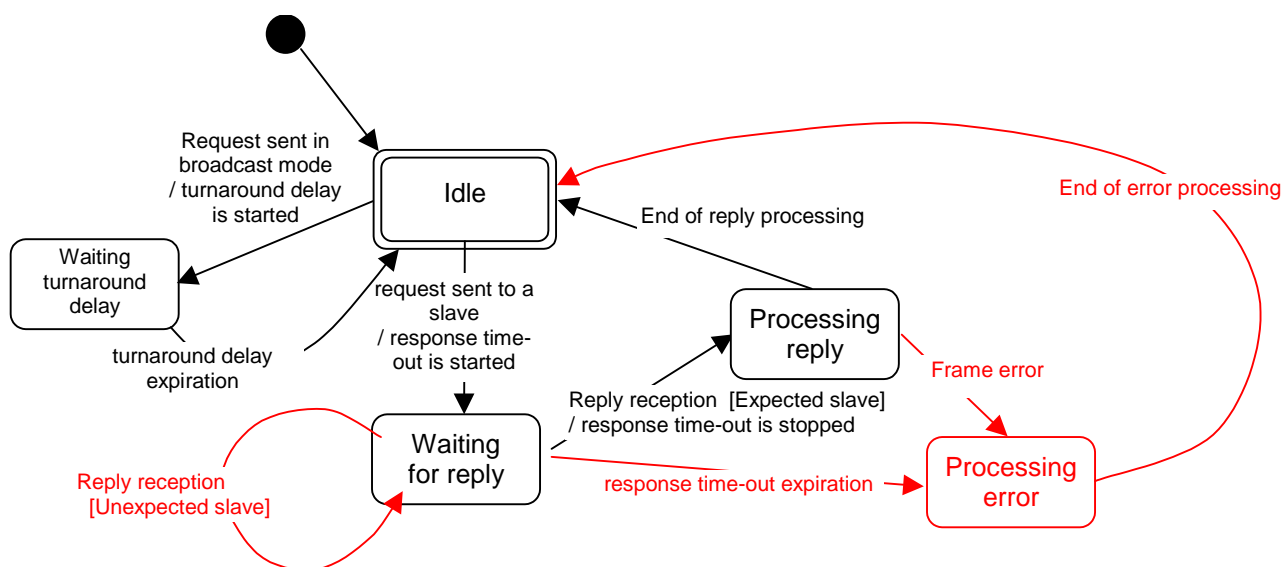 Request sent in
broadcast mode
/ turnaround delay
is started
Idle
End of error processing
End of reply processing
Waiting
turnaround
delay
request sent to a
slave
/ response time-
out is started
Processing
reply
turnaround delay
expiration
Frame error
Reply reception  [Expected slave]
/ response time-out is stopped
Waiting
for reply
Processing
error
Reply reception
[Unexpected slave]
response time-out expiration